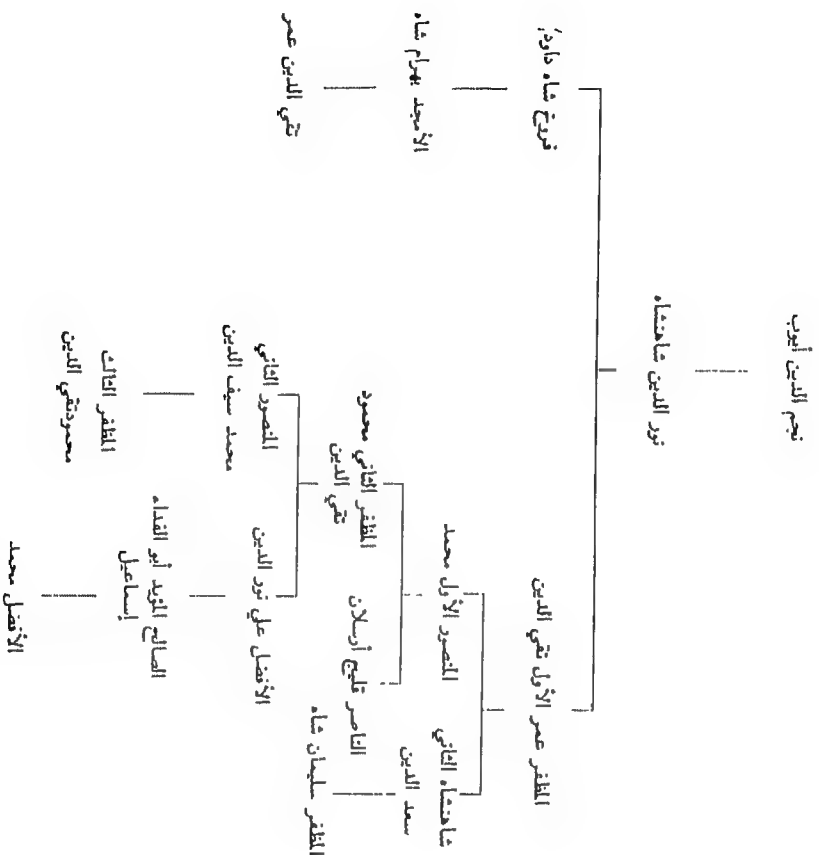 نجم الدين أيوب
نور الدين شاهنشاه
المظفر عمر الأول تقي الدين
فروخ شاه داود
شاهنشاه الثاني
سعد الدين
المنصور الأول محمد
الأمجد بهرام شاه
المظفر سليمان شاه
الناصر قليج أرسلان
المظفر الثاني محمود
تقي الدين
تقي الدين عمر
الأفضل علي نور الدين
المنصور الثاني
محمد سيف الدين
الصالح المؤيد أبو الفداء
إسماعيل
المظفر الثالث
محمود تقي الدين
الأفضل محمد